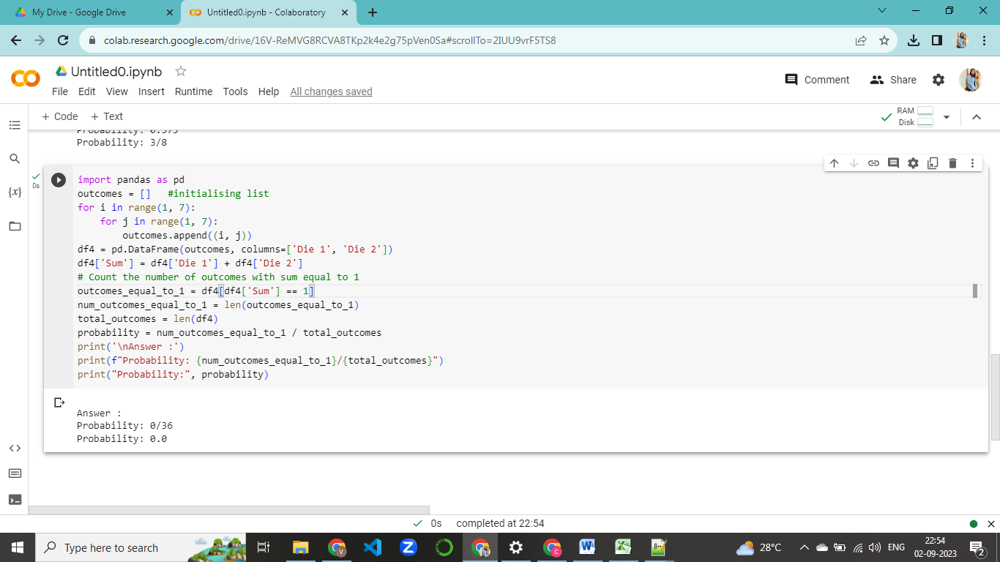 My Drive - Google Drive
Untitled0.ipynb - Colaboratory
colab.research.google.com/drive/16V-ReMVG8RCVA8TKp2k4e2g75pVen0Sa#scrollTo=2IUU9vrF5TS8
Untitled0.ipynb
Comment
Share
File Edit View Insert Runtime Tools Help All changes saved
+ Code + Text
RAM
Disk
Probability: 0.375
Probability: 3/8
{x}
0s
import pandas as pd
outcomes = []   #initialising list
for i in range(1, 7):
    for j in range(1, 7):
        outcomes.append((i, j))
df4 = pd.DataFrame(outcomes, columns=['Die 1', 'Die 2'])
df4['Sum'] = df4['Die 1'] + df4['Die 2']
# Count the number of outcomes with sum equal to 1
outcomes_equal_to_1 = df4[df4['Sum'] == 1]
num_outcomes_equal_to_1 = len(outcomes_equal_to_1)
total_outcomes = len(df4)
probability = num_outcomes_equal_to_1 / total_outcomes
print('\nAnswer :')
print(f"Probability: {num_outcomes_equal_to_1}/{total_outcomes}")
print("Probability:", probability)
Answer :
Probability: 0/36
Probability: 0.0
0s completed at 22:54
Type here to search
28°C
ENG
22:54
02-09-2023
2